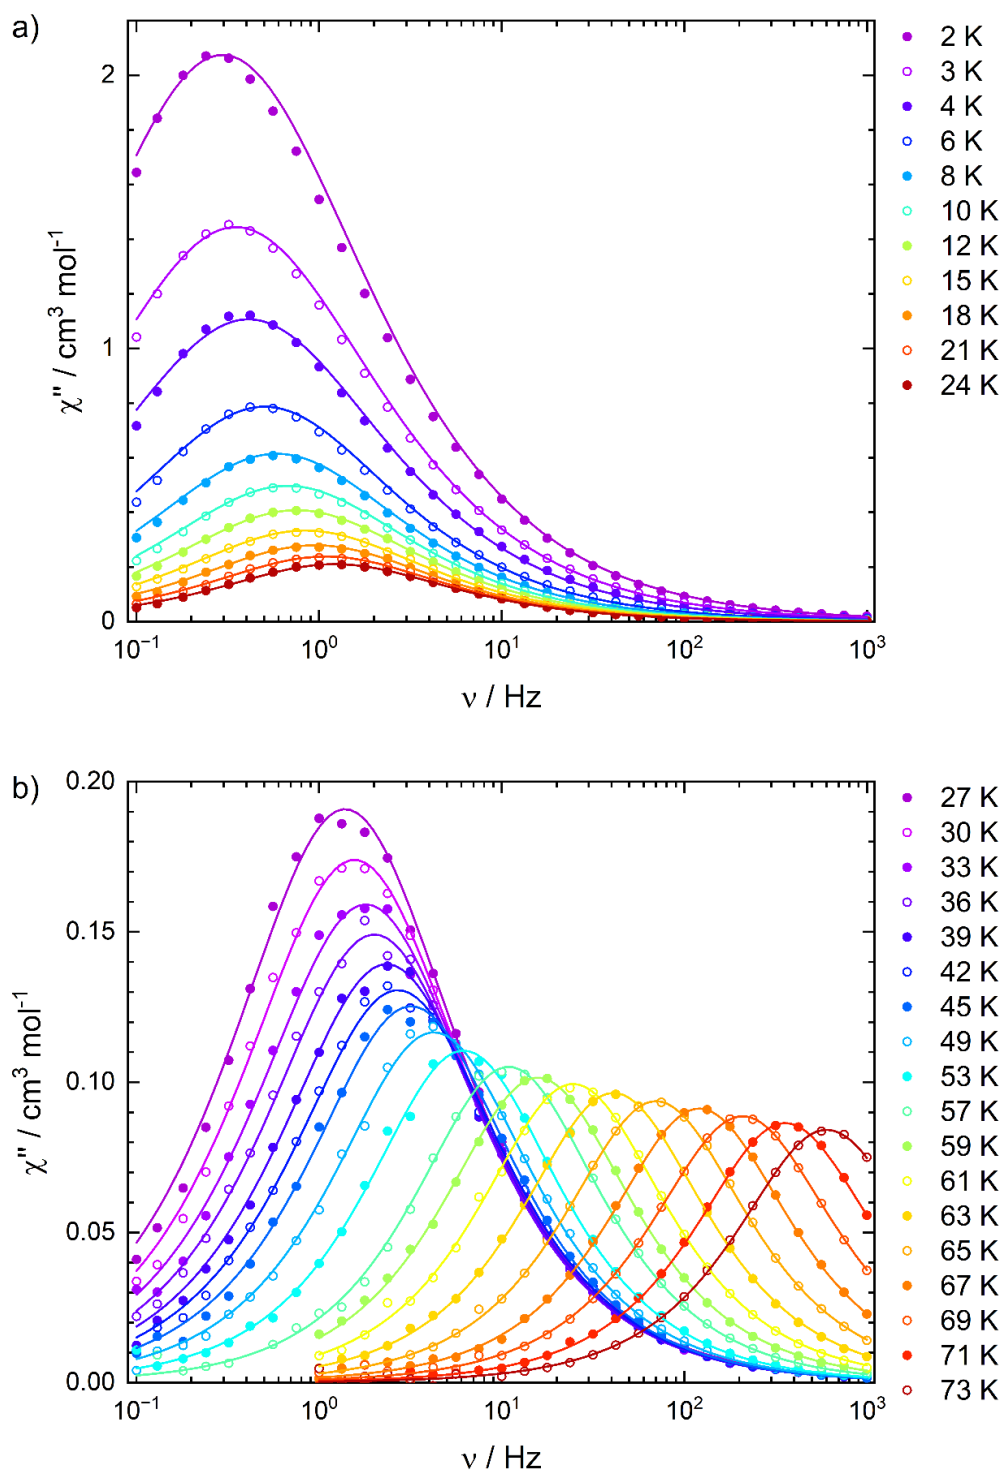 a)
χ'' / cm³ mol⁻¹
2
1
0
10⁻¹ 10⁰ 10¹ 10² 10³
ν / Hz
2 K
3 K
4 K
6 K
8 K
10 K
12 K
15 K
18 K
21 K
24 K
b)
χ'' / cm³ mol⁻¹
0.20
0.15
0.10
0.05
0.00
10⁻¹ 10⁰ 10¹ 10² 10³
ν / Hz
27 K
30 K
33 K
36 K
39 K
42 K
45 K
49 K
53 K
57 K
59 K
61 K
63 K
65 K
67 K
69 K
71 K
73 K